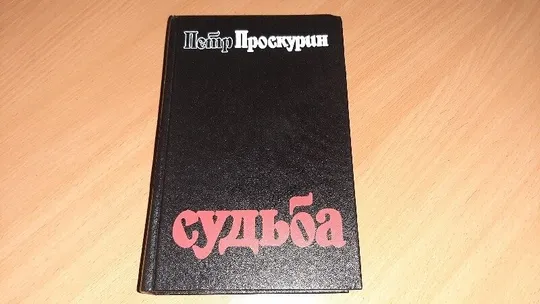 Петр Проскурин
судьба